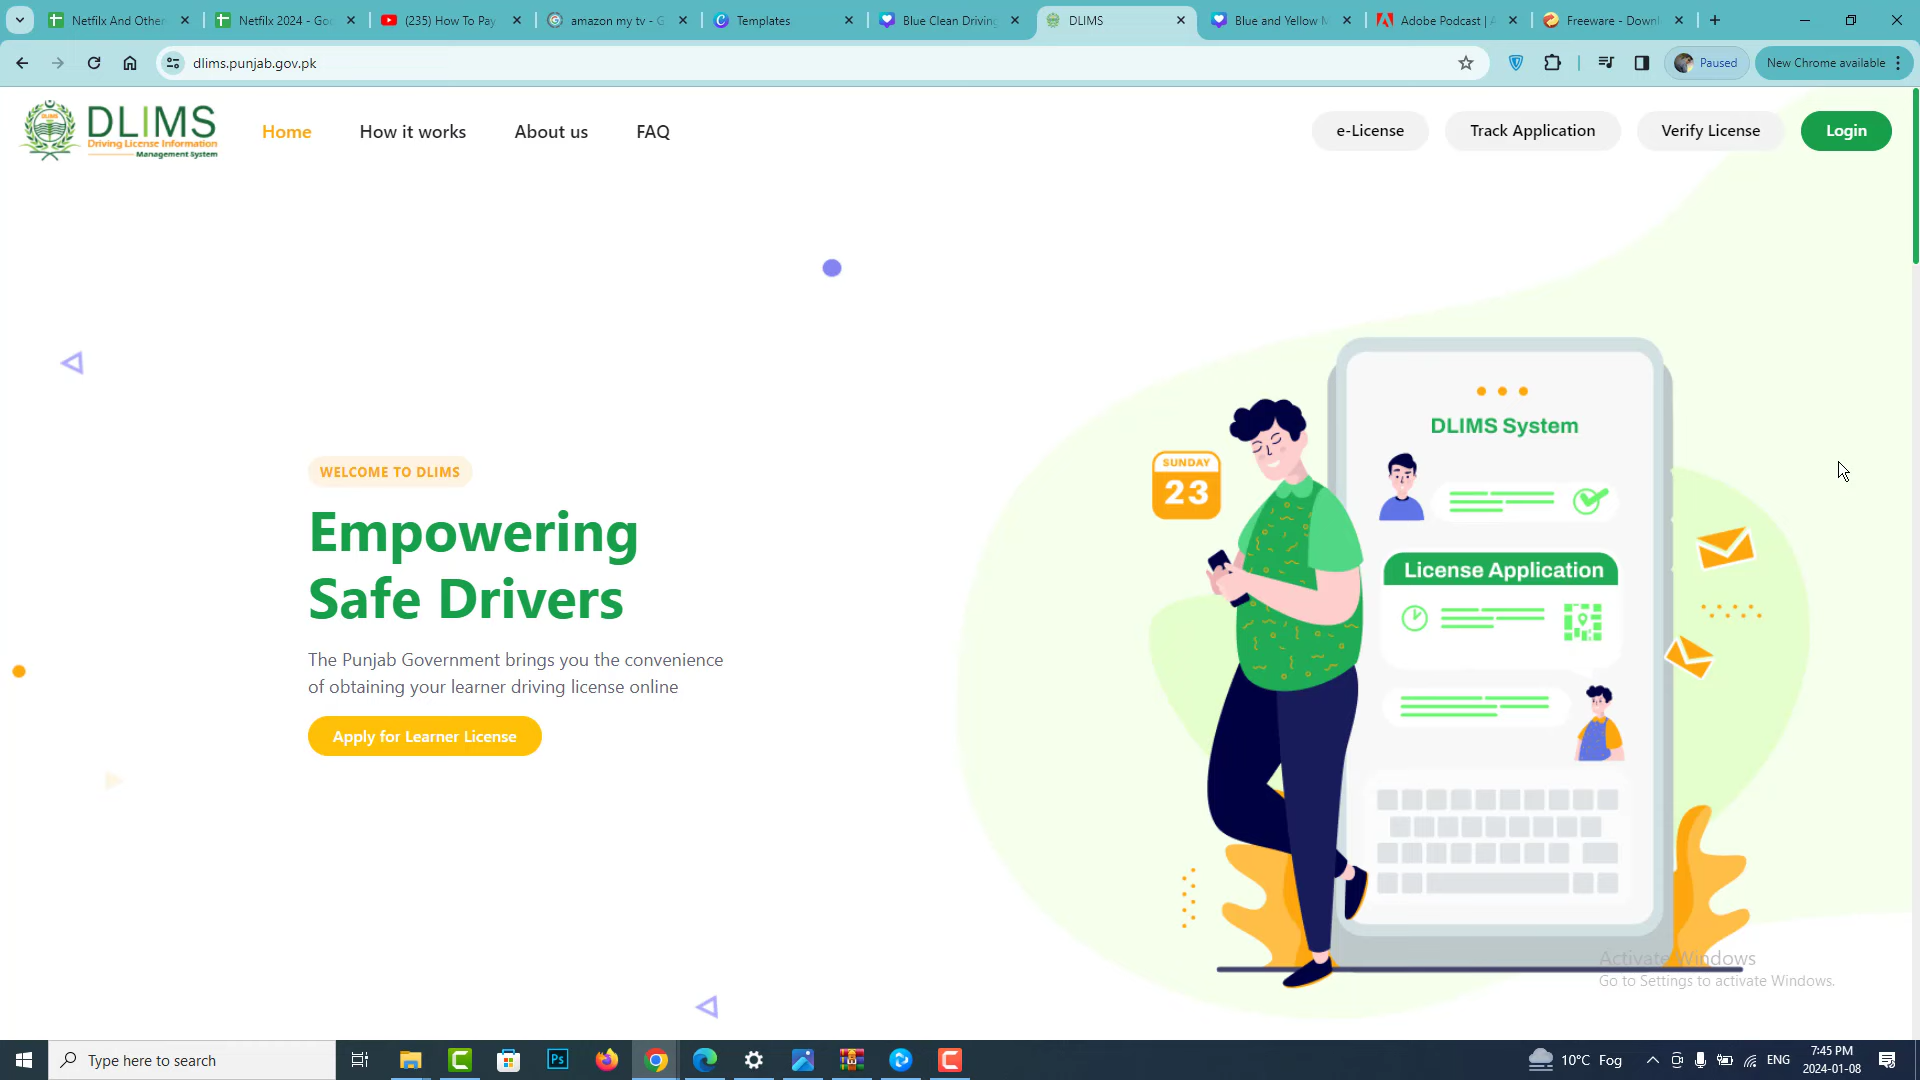 Netfilx And Other
Netfilx 2024 - Goo
(235) How To Pay
amazon my tv - G
Templates
Blue Clean Driving
DLIMS
Blue and Yellow M
Adobe Podcast | A
Freeware - Downl
dlims.punjab.gov.pk
Paused
New Chrome available
DLIMS
Driving License Information
Management System
Home
How it works
About us
FAQ
e-License
Track Application
Verify License
Login
WELCOME TO DLIMS
Empowering
Safe Drivers
The Punjab Government brings you the convenience
of obtaining your learner driving license online
Apply for Learner License
SUNDAY
23
DLIMS System
License Application
Activate Windows
Go to Settings to activate Windows.
Type here to search
Ps
10°C Fog
ENG
7:45 PM
2024-01-08